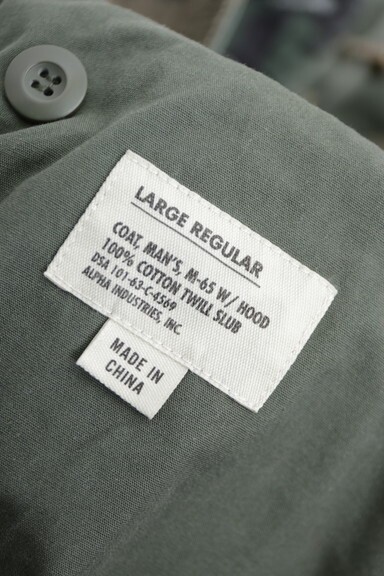 LARGE REGULAR
COAT, MAN'S, M-65 W/ HOOD
100% COTTON TWILL SLUB
DSA 101-63-C-4569
ALPHA INDUSTRIES, INC.
MADE IN
CHINA